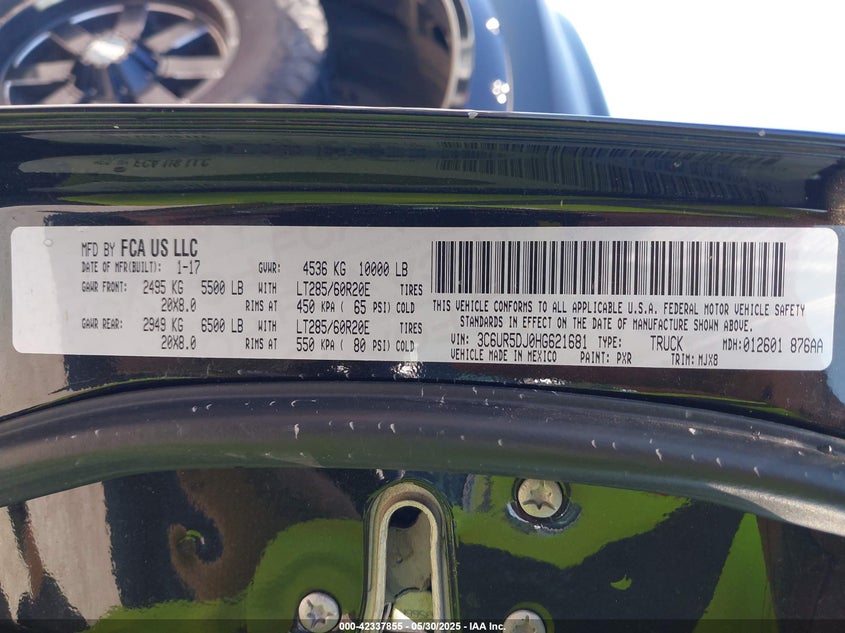 MFD BY FCA US LLC
DATE OF MFR(BUILT): 1-17 GVWR: 4536 KG 10000 LB
GAWR FRONT: 2495 KG 5500 LB WITH LT285/60R20E TIRES
20X8.0 RIMS AT 450 KPA ( 65 PSI) COLD
GAWR REAR: 2949 KG 6500 LB WITH LT285/60R20E TIRES
20X8.0 RIMS AT 550 KPA ( 80 PSI) COLD
THIS VEHICLE CONFORMS TO ALL APPLICABLE U.S.A. FEDERAL MOTOR VEHICLE SAFETY
STANDARDS IN EFFECT ON THE DATE OF MANUFACTURE SHOWN ABOVE.
VIN: 3C6UR5DJ0HG621681 TYPE: TRUCK MDH: 012601 876AA
VEHICLE MADE IN MEXICO PAINT: PXR TRIM: MJX8
000-42337855 - 05/30/2025 - IAA Inc.